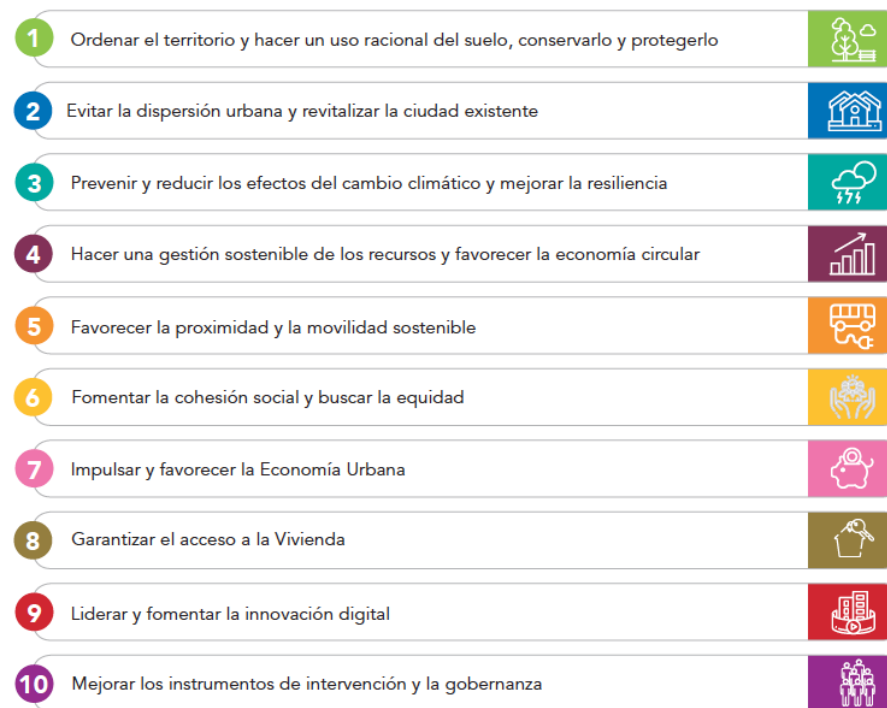 1 Ordenar el territorio y hacer un uso racional del suelo, conservarlo y protegerlo
2 Evitar la dispersión urbana y revitalizar la ciudad existente
3 Prevenir y reducir los efectos del cambio climático y mejorar la resiliencia
4 Hacer una gestión sostenible de los recursos y favorecer la economía circular
5 Favorecer la proximidad y la movilidad sostenible
6 Fomentar la cohesión social y buscar la equidad
7 Impulsar y favorecer la Economía Urbana
8 Garantizar el acceso a la Vivienda
9 Liderar y fomentar la innovación digital
10 Mejorar los instrumentos de intervención y la gobernanza